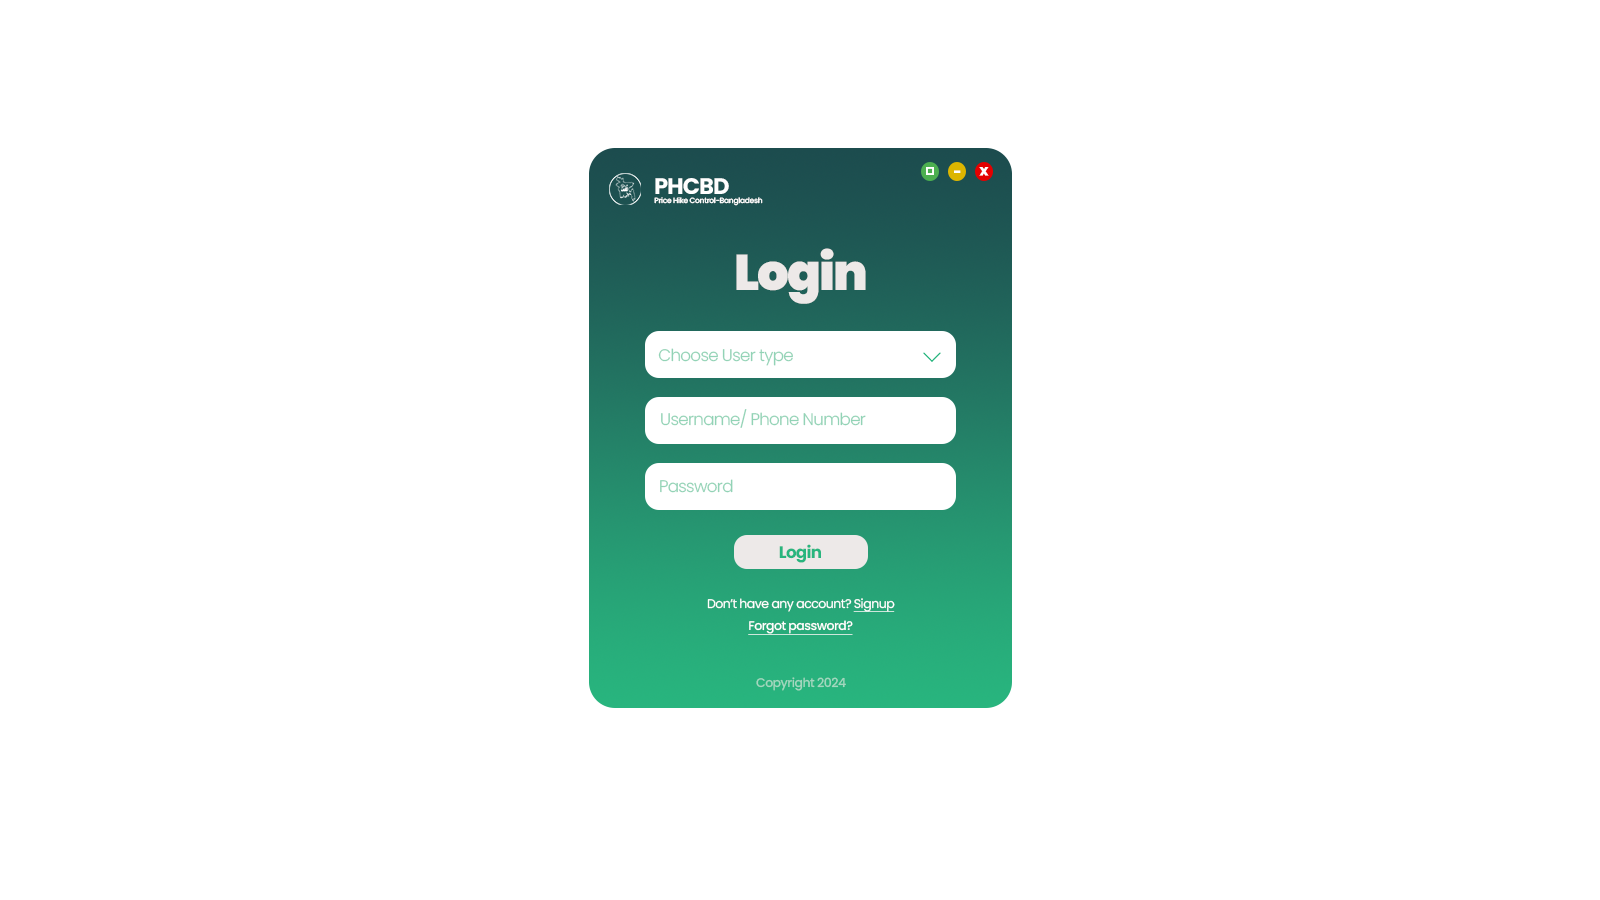 PHCBD
Price Hike Control-Bangladesh
X
Login
Choose User type
Username/ Phone Number
Password
Login
Don't have any account? Signup
Forgot password?
Copyright 2024